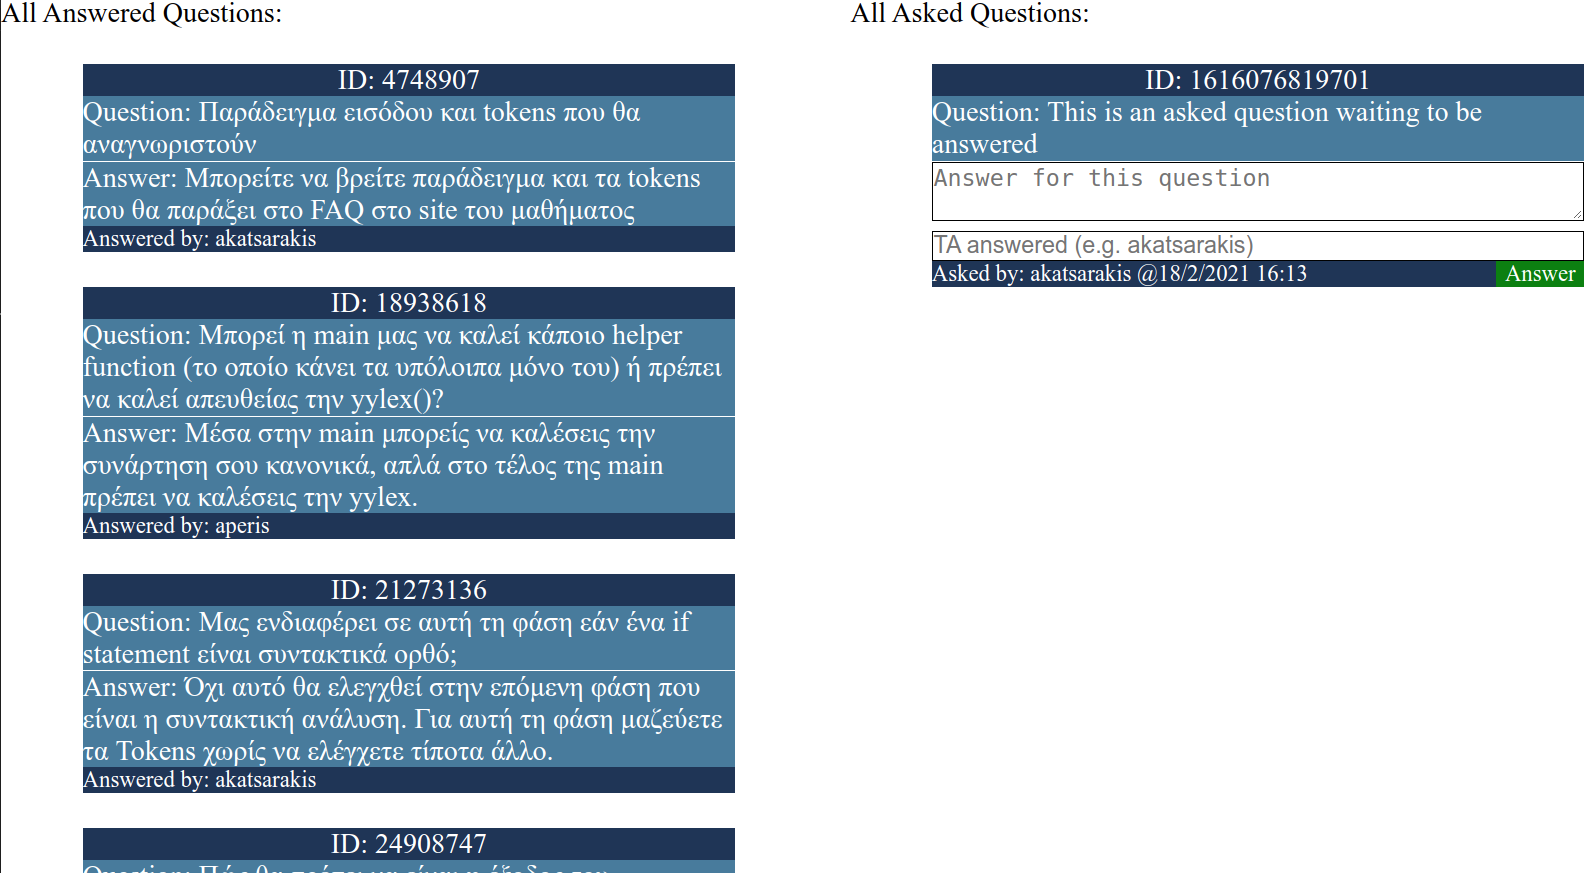 All Answered Questions:
ID: 4748907
Question: Παράδειγμα εισόδου και tokens που θα
αναγνωριστούν
Answer: Μπορείτε να βρείτε παράδειγμα και τα tokens
που θα παράξει στο FAQ στο site του μαθήματος
Answered by: akatsarakis
ID: 18938618
Question: Μπορεί η main μας να καλεί κάποιο helper
function (το οποίο κάνει τα υπόλοιπα μόνο του) ή πρέπει
να καλεί απευθείας την yylex()?
Answer: Μέσα στην main μπορείς να καλέσεις την
συνάρτηση σου κανονικά, απλά στο τέλος της main
πρέπει να καλέσεις την yylex.
Answered by: aperis
ID: 21273136
Question: Μας ενδιαφέρει σε αυτή τη φάση εάν ένα if
statement είναι συντακτικά ορθό;
Answer: Όχι αυτό θα ελεγχθεί στην επόμενη φάση που
είναι η συντακτική ανάλυση. Για αυτή τη φάση μαζεύετε
τα Tokens χωρίς να ελέγχετε τίποτα άλλο.
Answered by: akatsarakis
ID: 24908747
Question: Πώς θα πρέπει να είναι η έξοδος του
All Asked Questions:
ID: 1616076819701
Question: This is an asked question waiting to be
answered
Answer for this question
TA answered (e.g. akatsarakis)
Asked by: akatsarakis @18/2/2021 16:13
Answer